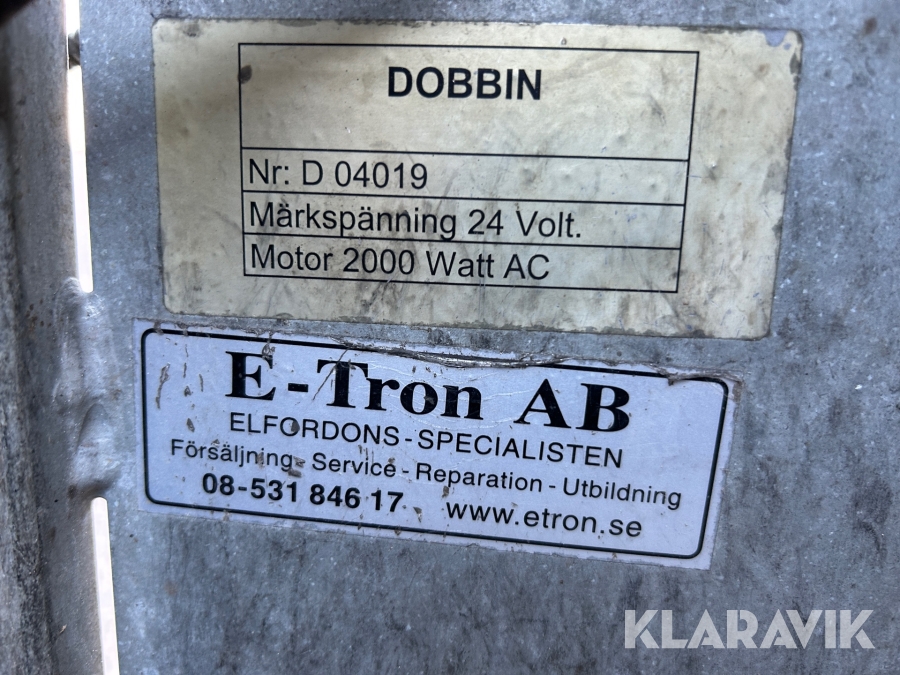 DOBBIN
Nr: D 04019
Märkspänning 24 Volt.
Motor 2000 Watt AC
E-Tron AB
ELFORDONS-SPECIALISTEN
Försäljning - Service - Reparation - Utbildning
08-531 846 17 www.etron.se
KLARAVIK